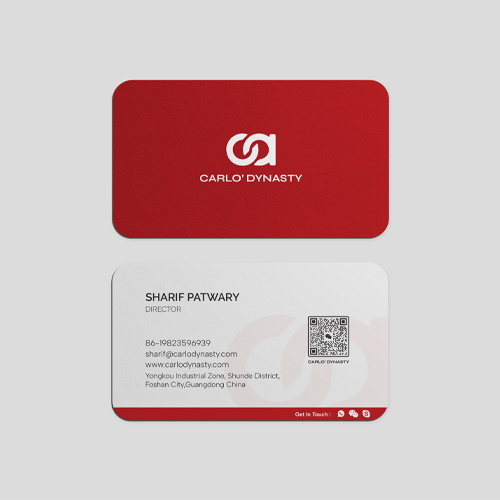 CARLO' DYNASTY
SHARIF PATWARY
DIRECTOR
86-19823596939
sharif@carlodynasty.com
www.carlodynasty.com
Yongkou Industrial Zone, Shunde District,
Foshan City,Guangdong China
CARLO' DYNASTY
Get In Touch :